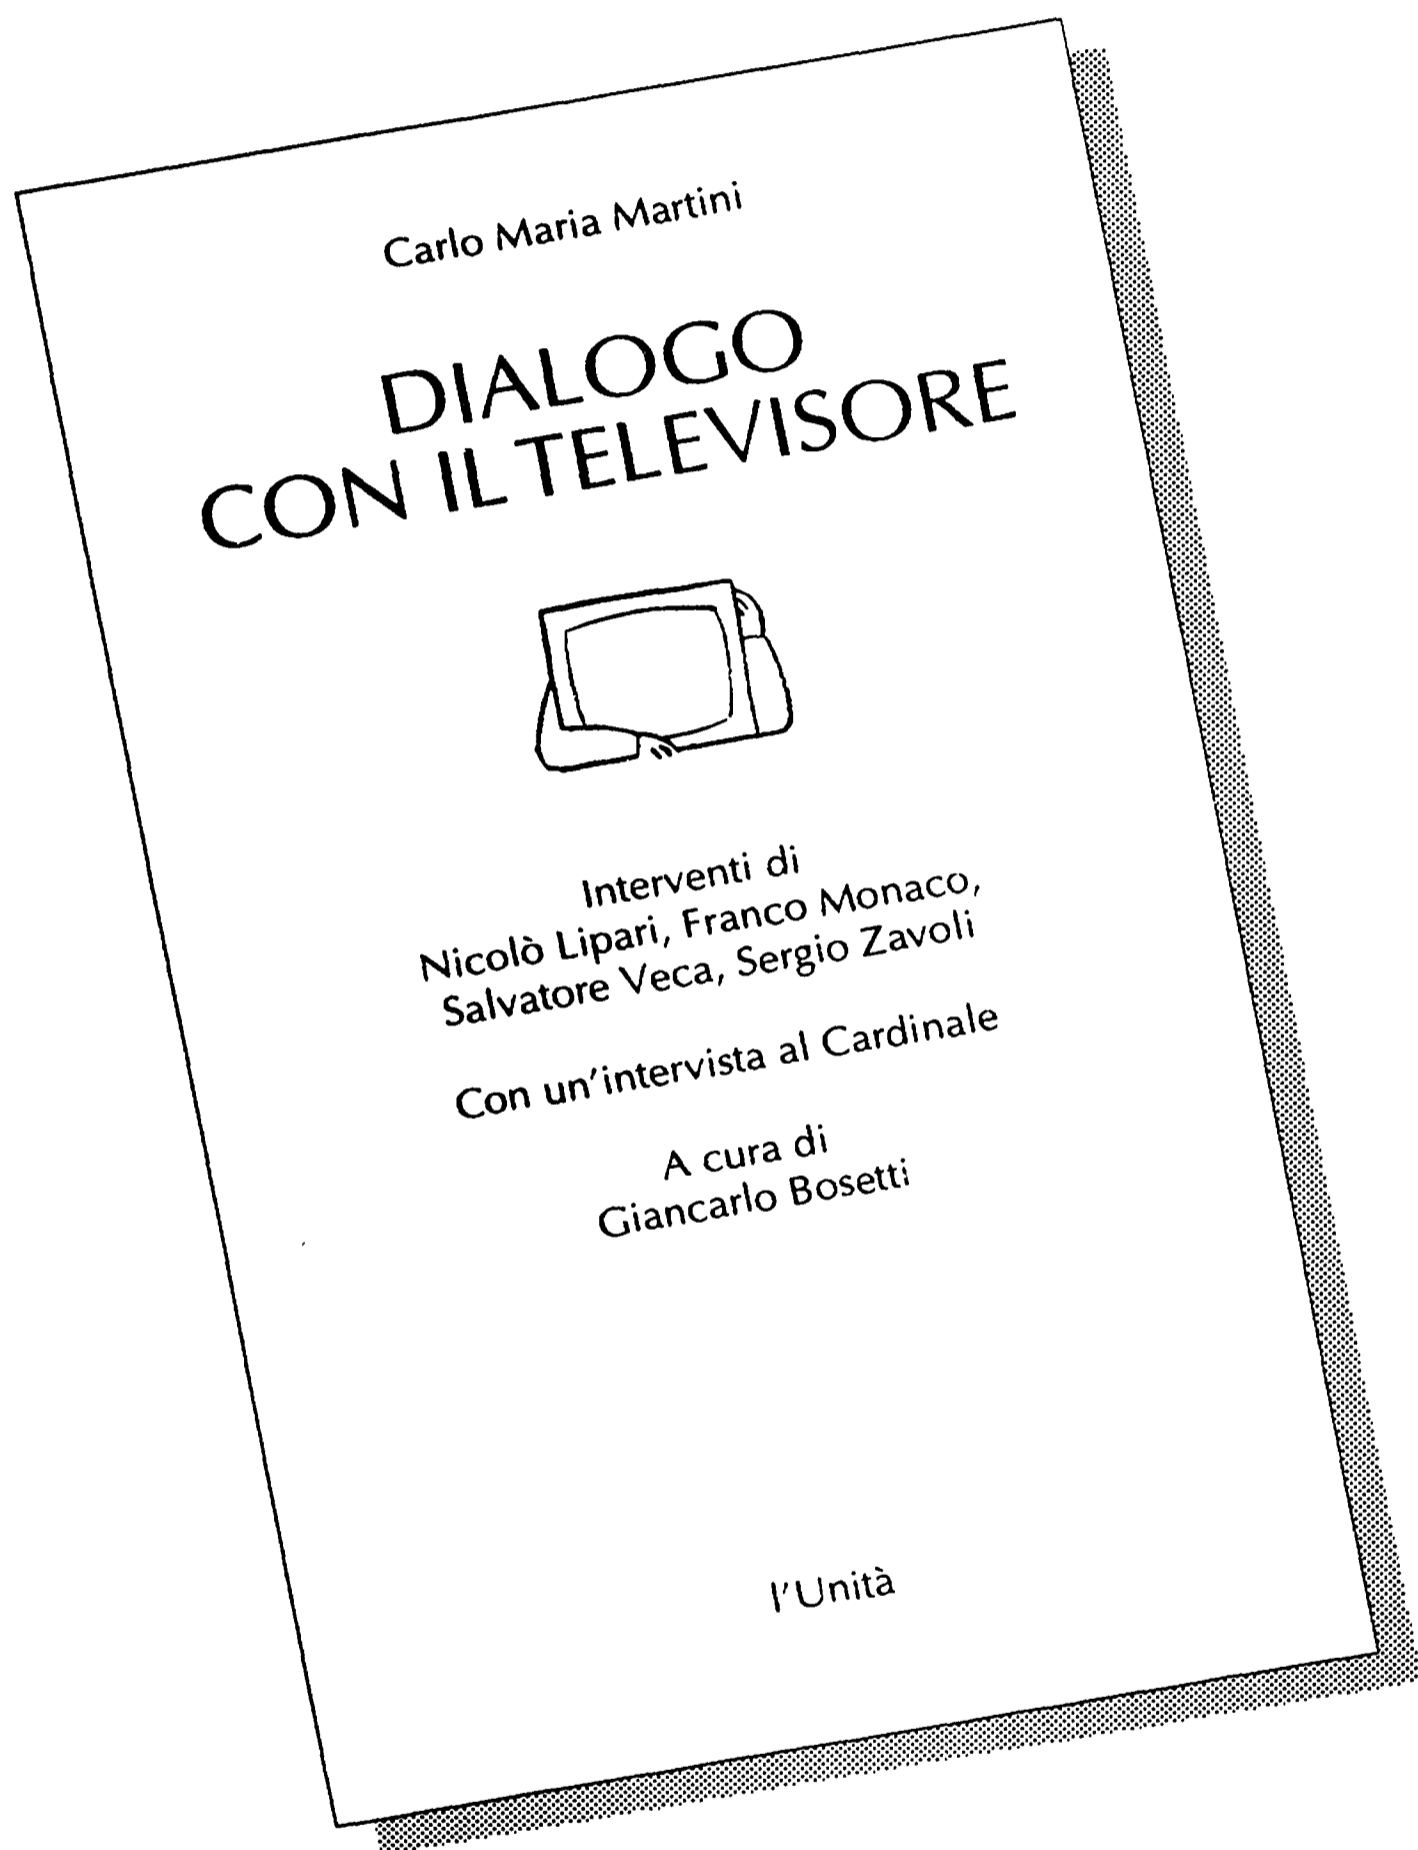 Carlo Maria Martini
DIALOGO
CON IL TELEVISORE
Interventi di
Nicolò Lipari, Franco Monaco,
Salvatore Veca, Sergio Zavoli
Con un'intervista al Cardinale
A cura di
Giancarlo Bosetti
l'Unità